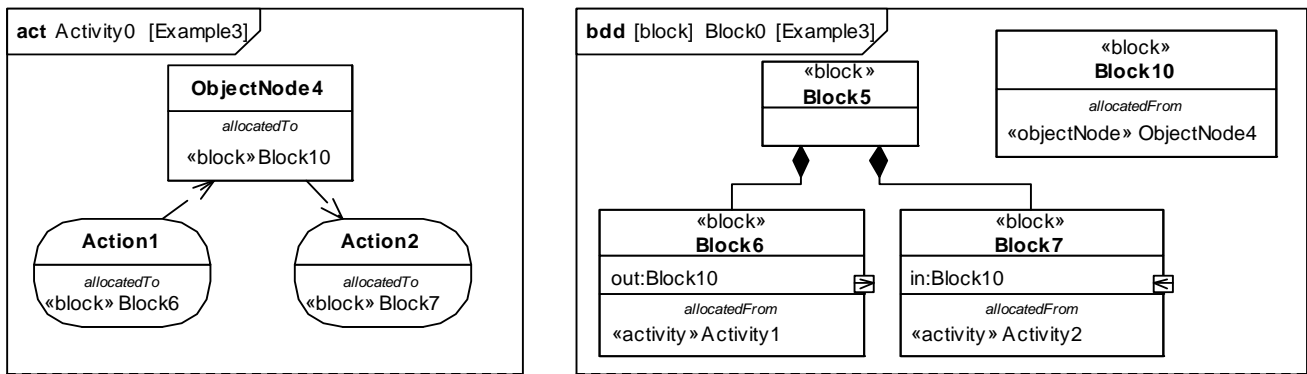 act Activity0 [Example3]
ObjectNode4
allocatedTo
«block» Block10
Action1
allocatedTo
«block» Block6
Action2
allocatedTo
«block» Block7
bdd [block] Block0 [Example3]
«block»
Block5
«block»
Block10
allocatedFrom
«objectNode» ObjectNode4
«block»
Block6
out:Block10
allocatedFrom
«activity» Activity1
«block»
Block7
in:Block10
allocatedFrom
«activity» Activity2